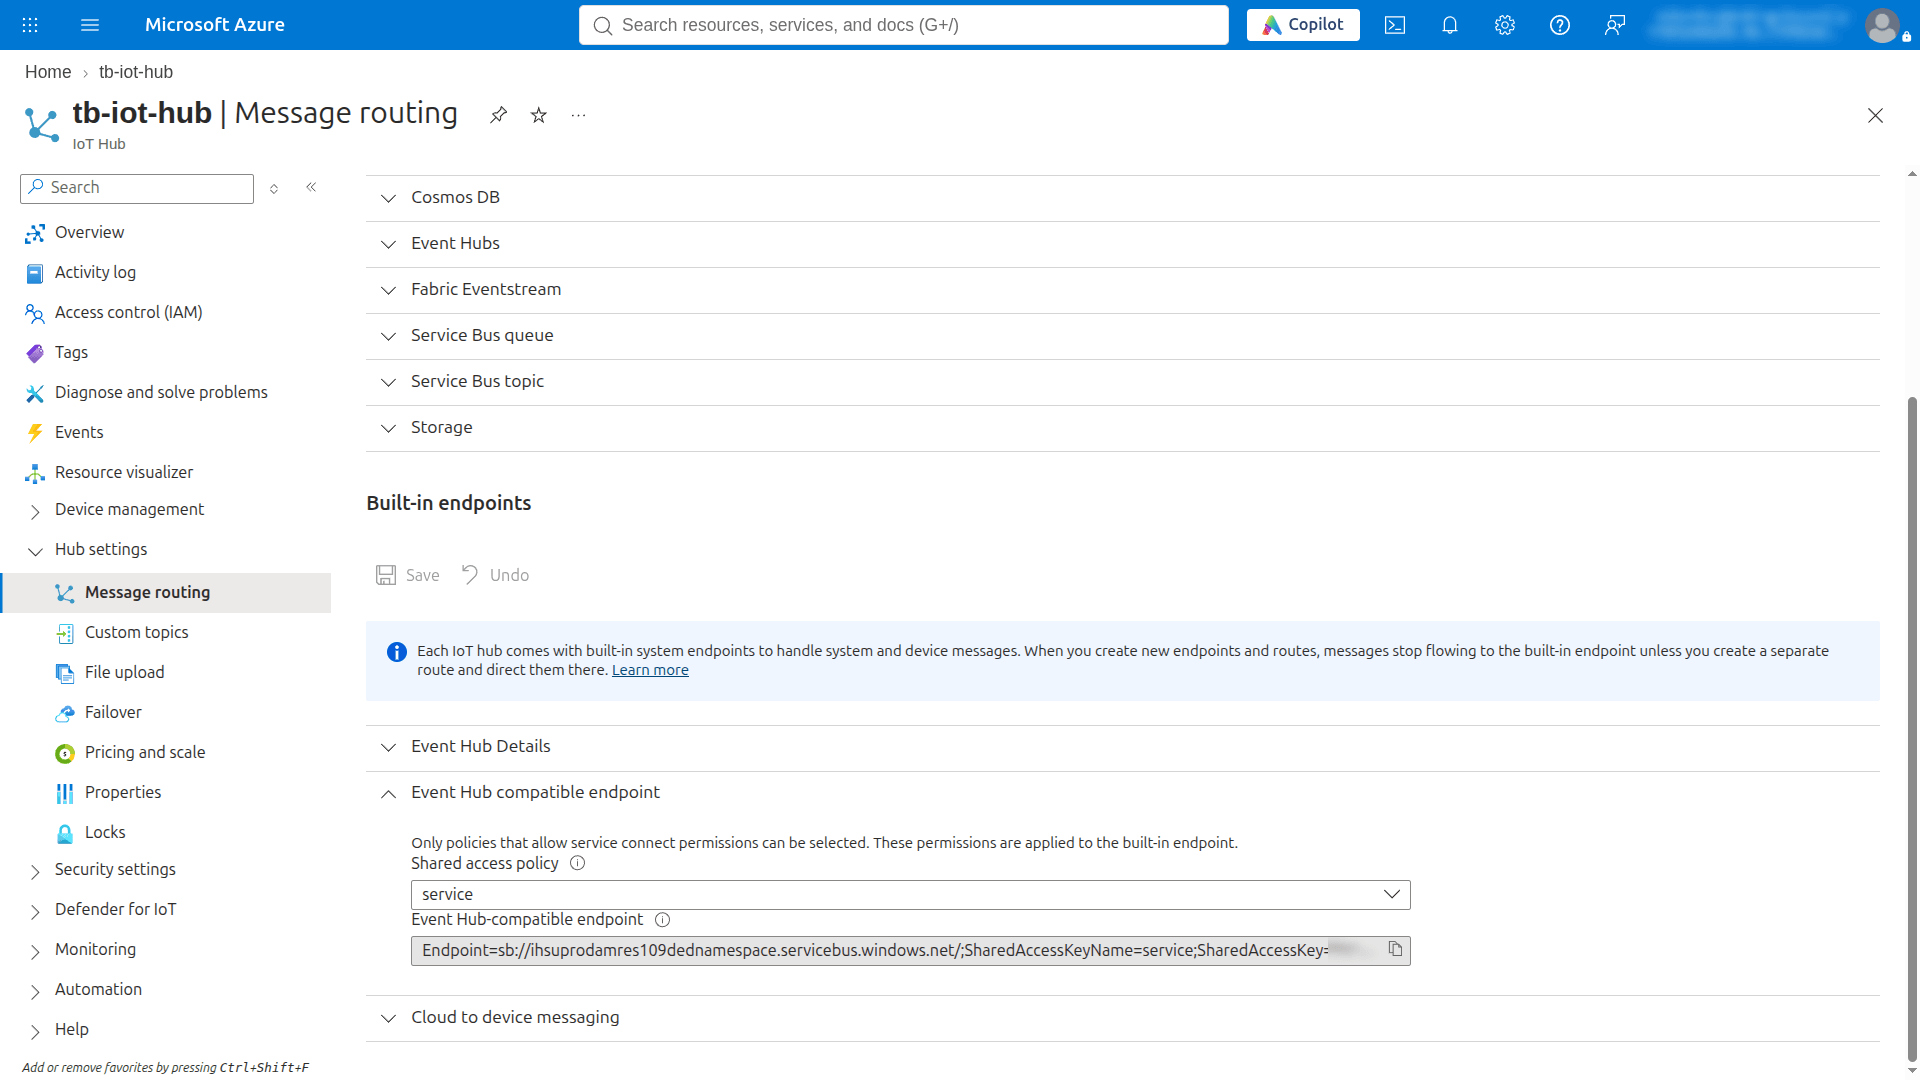 Microsoft Azure
Search resources, services, and docs (G+/)
Copilot
Home › tb-iot-hub
tb-iot-hub | Message routing
IoT Hub
Search
Overview
Activity log
Access control (IAM)
Tags
Diagnose and solve problems
Events
Resource visualizer
Device management
Hub settings
Message routing
Custom topics
File upload
Failover
Pricing and scale
Properties
Locks
Security settings
Defender for IoT
Monitoring
Automation
Help
Add or remove favorites by pressing Ctrl+Shift+F
Cosmos DB
Event Hubs
Fabric Eventstream
Service Bus queue
Service Bus topic
Storage
Built-in endpoints
Save
Undo
Each IoT hub comes with built-in system endpoints to handle system and device messages. When you create new endpoints and routes, messages stop flowing to the built-in endpoint unless you create a separate
route and direct them there. Learn more
Event Hub Details
Event Hub compatible endpoint
Only policies that allow service connect permissions can be selected. These permissions are applied to the built-in endpoint.
Shared access policy
service
Event Hub-compatible endpoint
Endpoint=sb://ihsuprodamres109dednamespace.servicebus.windows.net/;SharedAccessKeyName=service;SharedAccessKey=
Cloud to device messaging